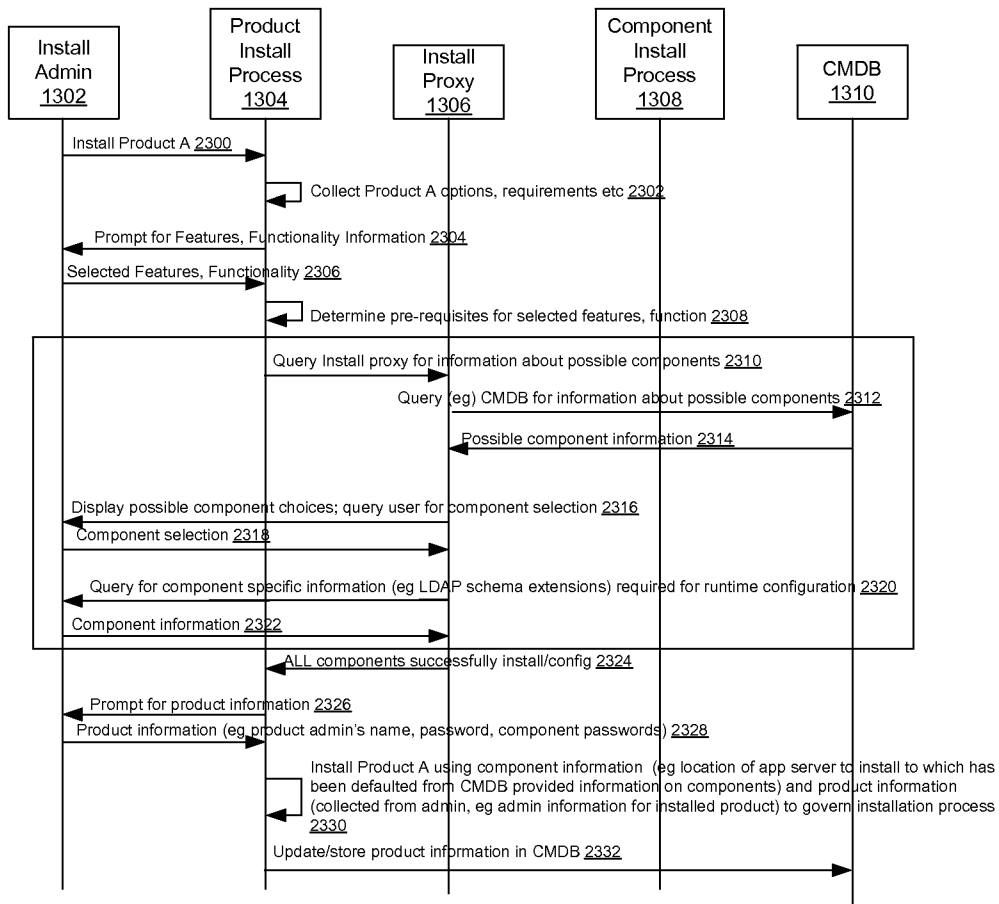 Install
Admin
1302
Product
Install
Process
1304
Install
Proxy
1306
Component
Install
Process
1308
CMDB
1310
Install Product A 2300
Collect Product A options, requirements etc 2302
Prompt for Features, Functionality Information 2304
Selected Features, Functionality 2306
Determine pre-requisites for selected features, function 2308
Query Install proxy for information about possible components 2310
Query (eg) CMDB for information about possible components 2312
Possible component information 2314
Display possible component choices; query user for component selection 2316
Component selection 2318
Query for component specific information (eg LDAP schema extensions) required for runtime configuration 2320
Component information 2322
ALL components successfully install/config 2324
Prompt for product information 2326
Product information (eg product admin's name, password, component passwords) 2328
Install Product A using component information (eg location of app server to install to which has
been defaulted from CMDB provided information on components) and product information
(collected from admin, eg admin information for installed product) to govern installation process
2330
Update/store product information in CMDB 2332